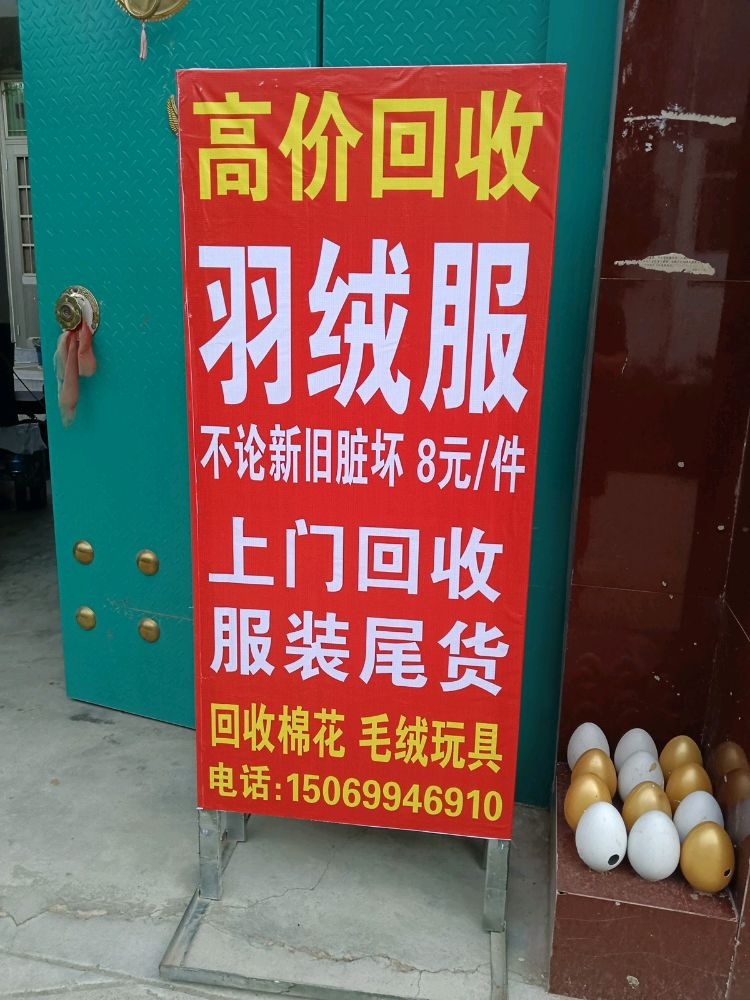 高价回收
羽绒服
不论新旧脏坏 8元/件
上门回收
服装尾货
回收棉花 毛绒玩具
电话:15069946910